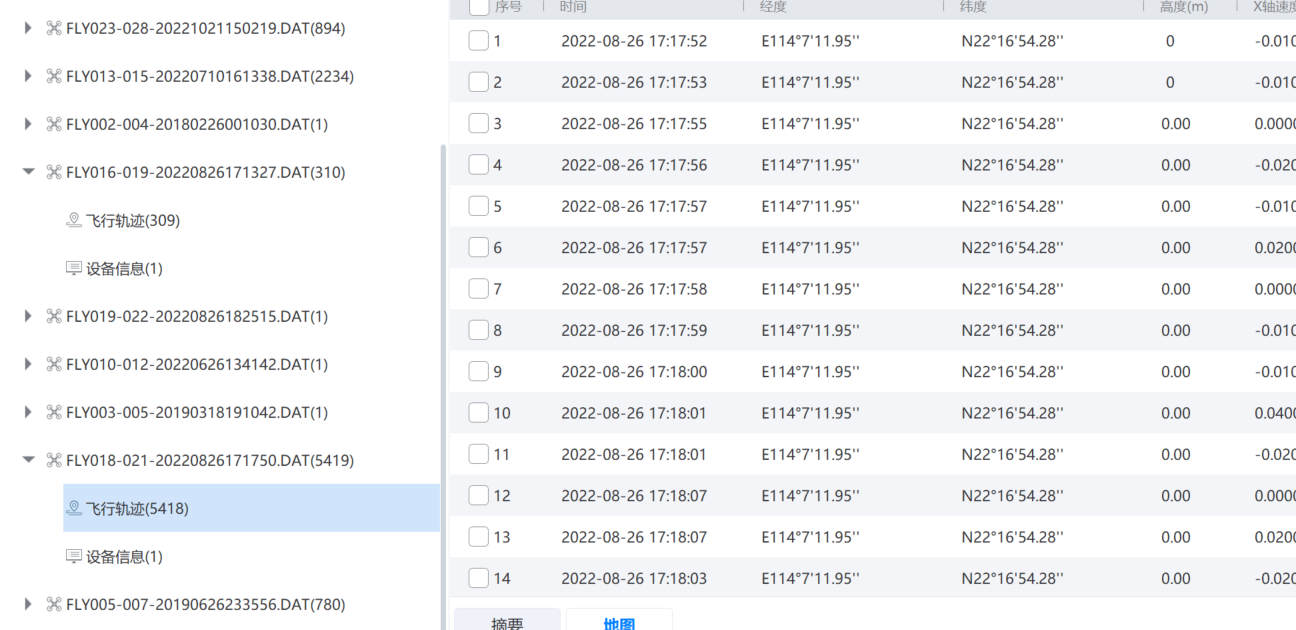 FLY023-028-20221021150219.DAT(894)
FLY013-015-20220710161338.DAT(2234)
FLY002-004-20180226001030.DAT(1)
FLY016-019-20220826171327.DAT(310)
飞行轨迹(309)
设备信息(1)
FLY019-022-20220826182515.DAT(1)
FLY010-012-20220626134142.DAT(1)
FLY003-005-20190318191042.DAT(1)
FLY018-021-20220826171750.DAT(5419)
飞行轨迹(5418)
设备信息(1)
FLY005-007-20190626233556.DAT(780)
序号 时间 经度 纬度 高度(m) X轴速度
1 2022-08-26 17:17:52 E114°7'11.95'' N22°16'54.28'' 0 -0.010
2 2022-08-26 17:17:53 E114°7'11.95'' N22°16'54.28'' 0 -0.010
3 2022-08-26 17:17:55 E114°7'11.95'' N22°16'54.28'' 0.00 0.0000
4 2022-08-26 17:17:56 E114°7'11.95'' N22°16'54.28'' 0.00 -0.020
5 2022-08-26 17:17:57 E114°7'11.95'' N22°16'54.28'' 0.00 -0.010
6 2022-08-26 17:17:57 E114°7'11.95'' N22°16'54.28'' 0.00 0.0200
7 2022-08-26 17:17:58 E114°7'11.95'' N22°16'54.28'' 0.00 0.0000
8 2022-08-26 17:17:59 E114°7'11.95'' N22°16'54.28'' 0.00 -0.010
9 2022-08-26 17:18:00 E114°7'11.95'' N22°16'54.28'' 0.00 -0.010
10 2022-08-26 17:18:01 E114°7'11.95'' N22°16'54.28'' 0.00 0.0400
11 2022-08-26 17:18:01 E114°7'11.95'' N22°16'54.28'' 0.00 -0.020
12 2022-08-26 17:18:07 E114°7'11.95'' N22°16'54.28'' 0.00 0.0000
13 2022-08-26 17:18:07 E114°7'11.95'' N22°16'54.28'' 0.00 0.0200
14 2022-08-26 17:18:03 E114°7'11.95'' N22°16'54.28'' 0.00 -0.020
摘要 地图